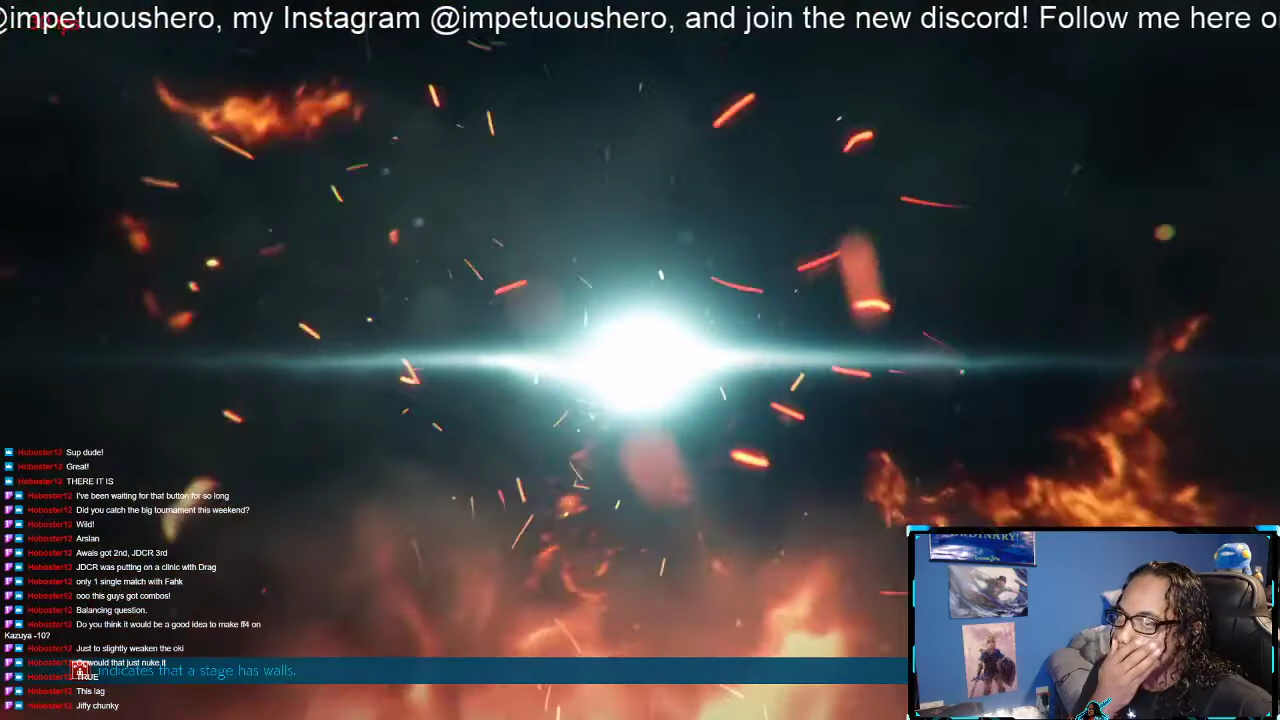 @impetuoushero, my Instagram @impetuoushero, and join the new discord! Follow me here o
Hoboster12 Sup dude!
Hoboster12 Great!
Hoboster12 THERE IT IS
Hoboster12 I've been waiting for that button for so long
Hoboster12 Did you catch the big tournament this weekend?
Hoboster12 Wild!
Hoboster12 Arslan
Hoboster12 Awais got 2nd, JDCR 3rd
Hoboster12 JDCR was putting on a clinic with Drag
Hoboster12 only 1 single match with Fahk
Hoboster12 ooo this guys got combos!
Hoboster12 Balancing question.
Hoboster12 Do you think it would be a good idea to make ff4 on
Kazuya -10?
Hoboster12 Just to slightly weaken the oki
Hoboster12 Or would that just nuke it
indicates that a stage has walls.
Hoboster12 TRUE
Hoboster12 This lag
Hoboster12 Jiffy chunky
ORDINARY!